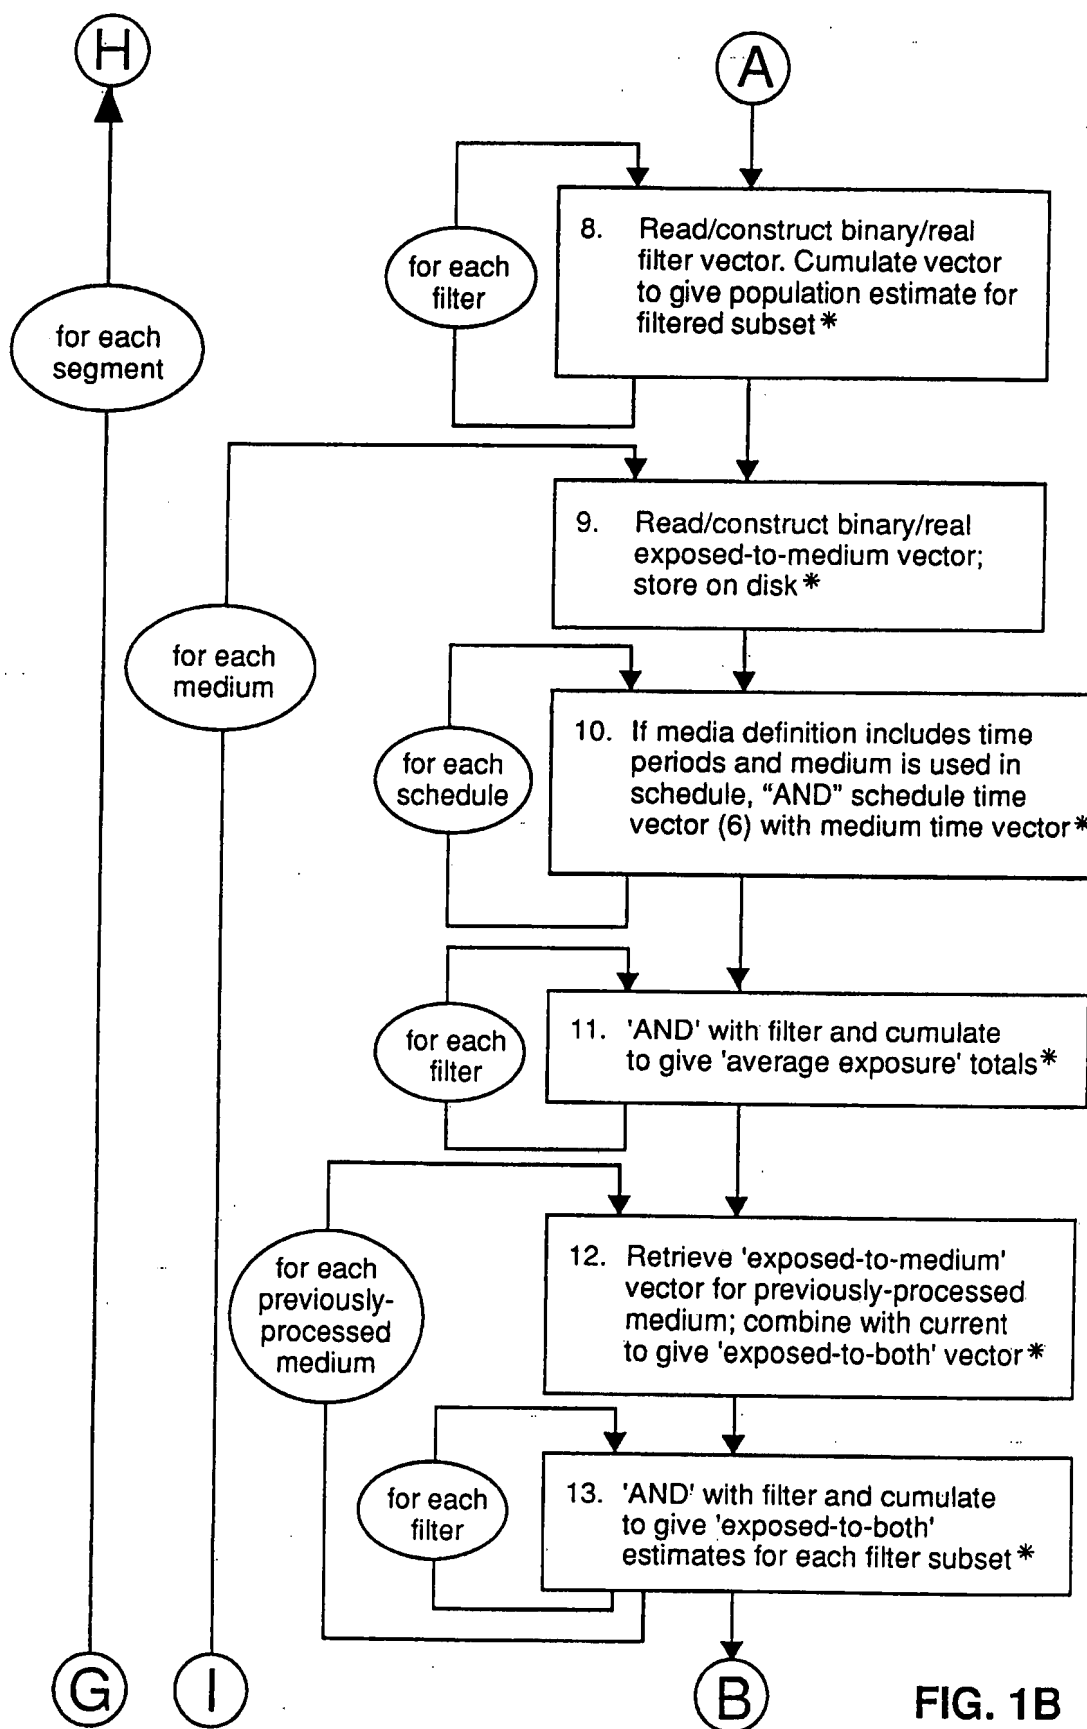 H
A
for each
filter
8. Read/construct binary/real
filter vector. Cumulate vector
to give population estimate for
filtered subset*
for each
segment
9. Read/construct binary/real
exposed-to-medium vector;
store on disk*
for each
medium
for each
schedule
10. If media definition includes time
periods and medium is used in
schedule, “AND” schedule time
vector (6) with medium time vector*
for each
filter
11. 'AND' with filter and cumulate
to give 'average exposure' totals*
for each
previously-
processed
medium
12. Retrieve 'exposed-to-medium'
vector for previously-processed
medium; combine with current
to give 'exposed-to-both' vector*
for each
filter
13. 'AND' with filter and cumulate
to give 'exposed-to-both'
estimates for each filter subset*
G
I
B
FIG. 1B